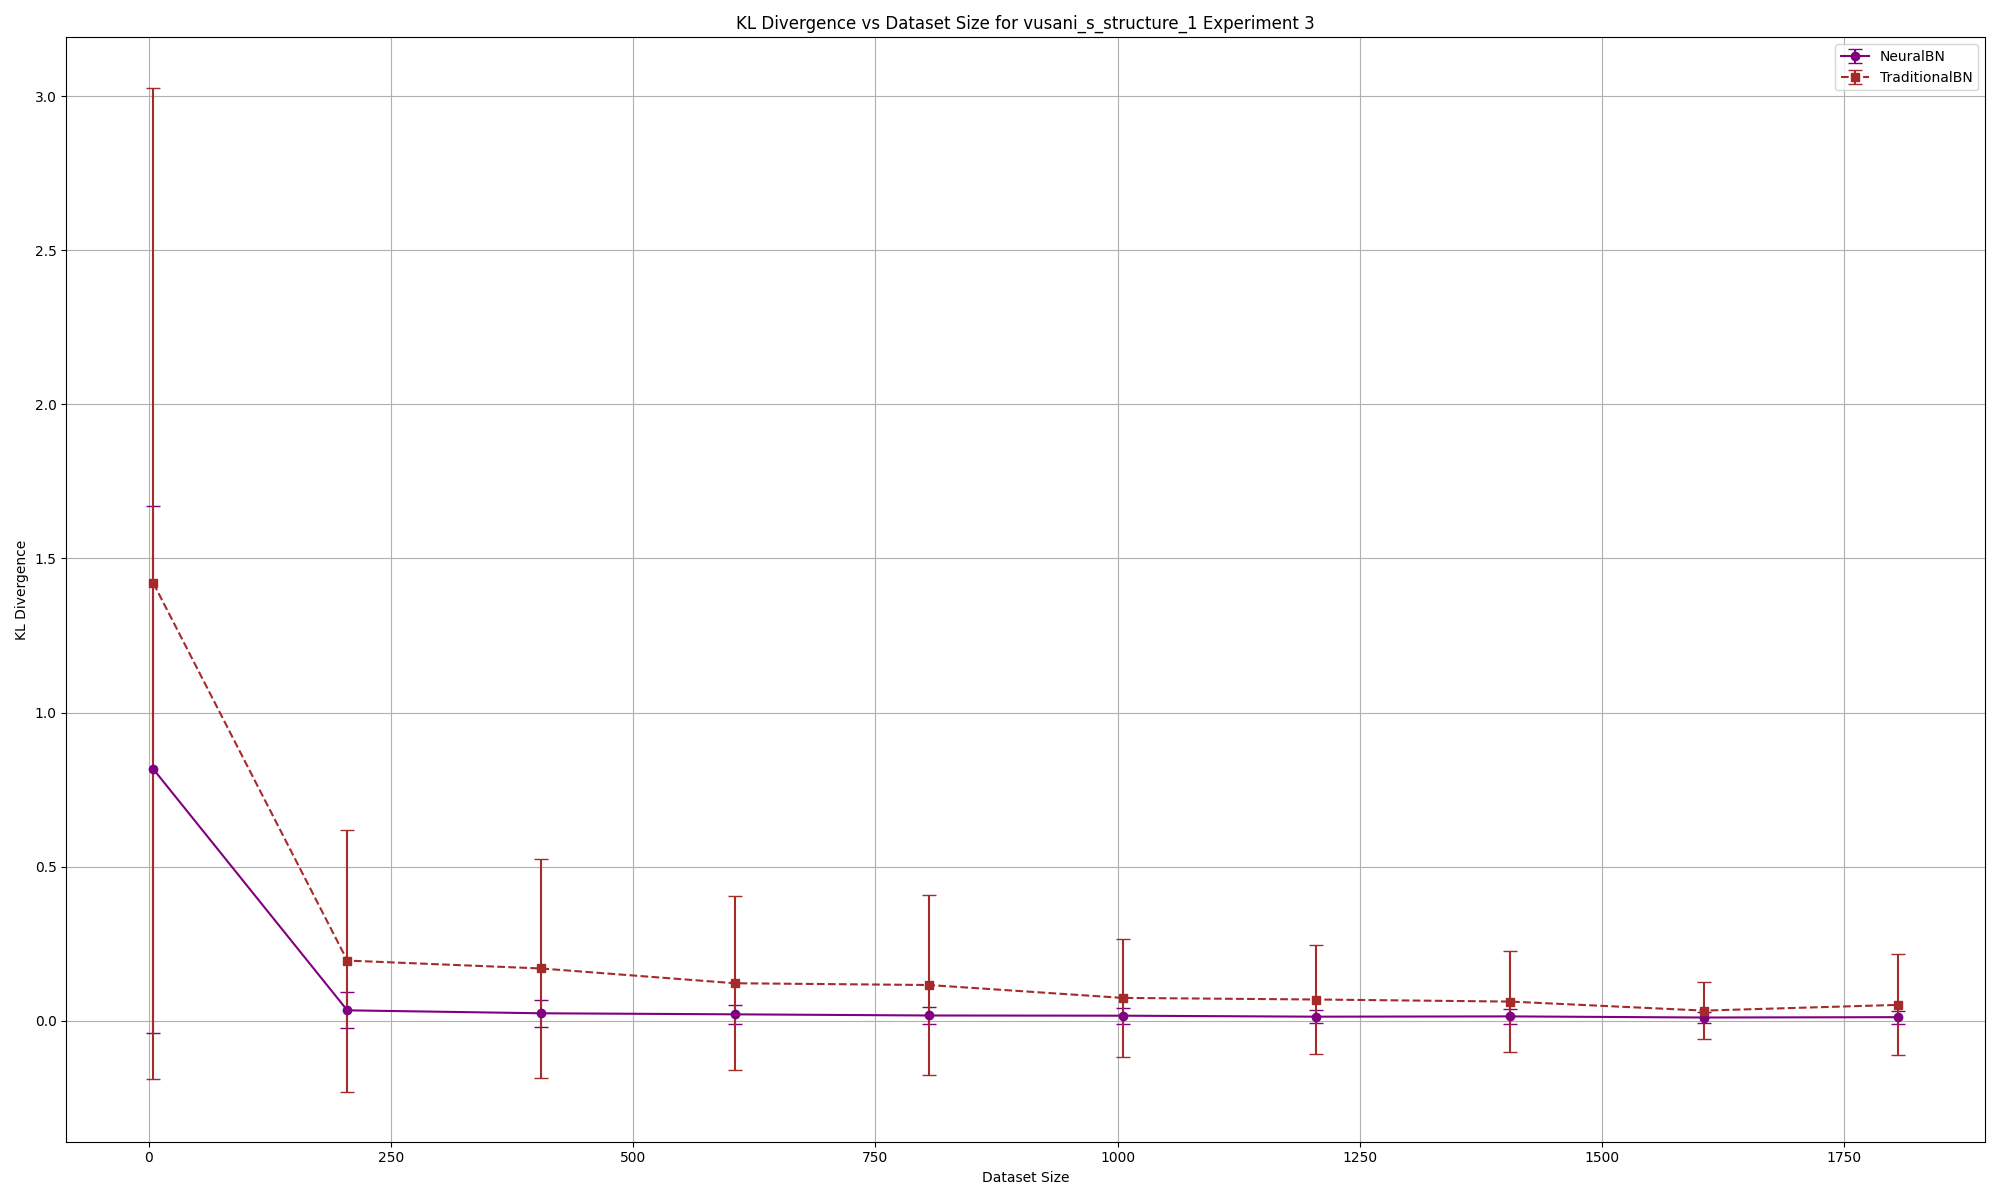 KL Divergence vs Dataset Size for vusani_s_structure_1 Experiment 3
NeuralBN
TraditionalBN
3.0
2.5
2.0
1.5
1.0
0.5
0.0
KL Divergence
0 250 500 750 1000 1250 1500 1750
Dataset Size